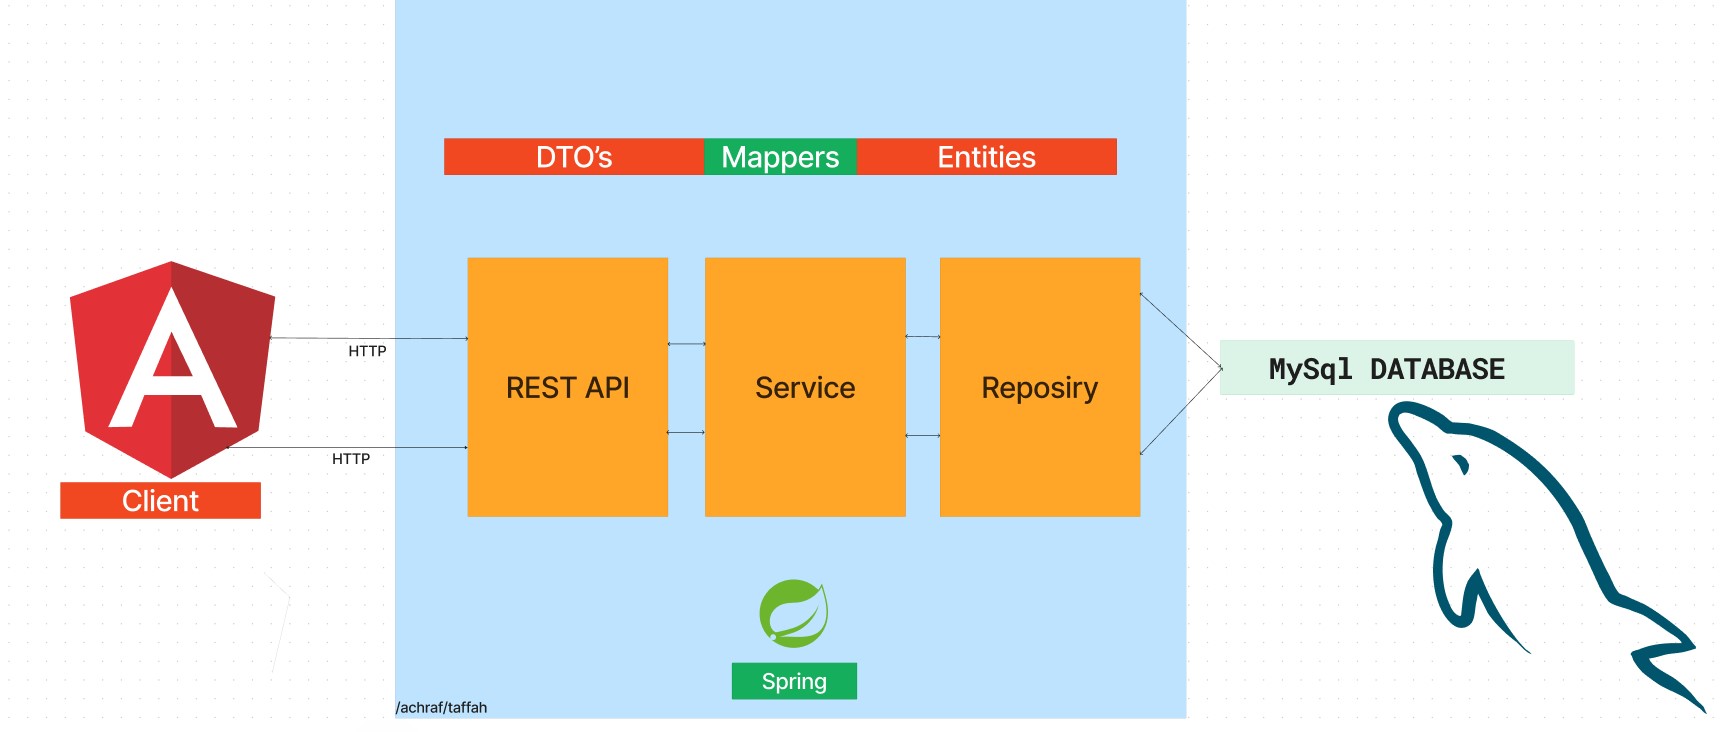 DTO’s
Mappers
Entities
HTTP
REST API
Service
Reposiry
MySql DATABASE
HTTP
Client
Spring
/achraf/taffah